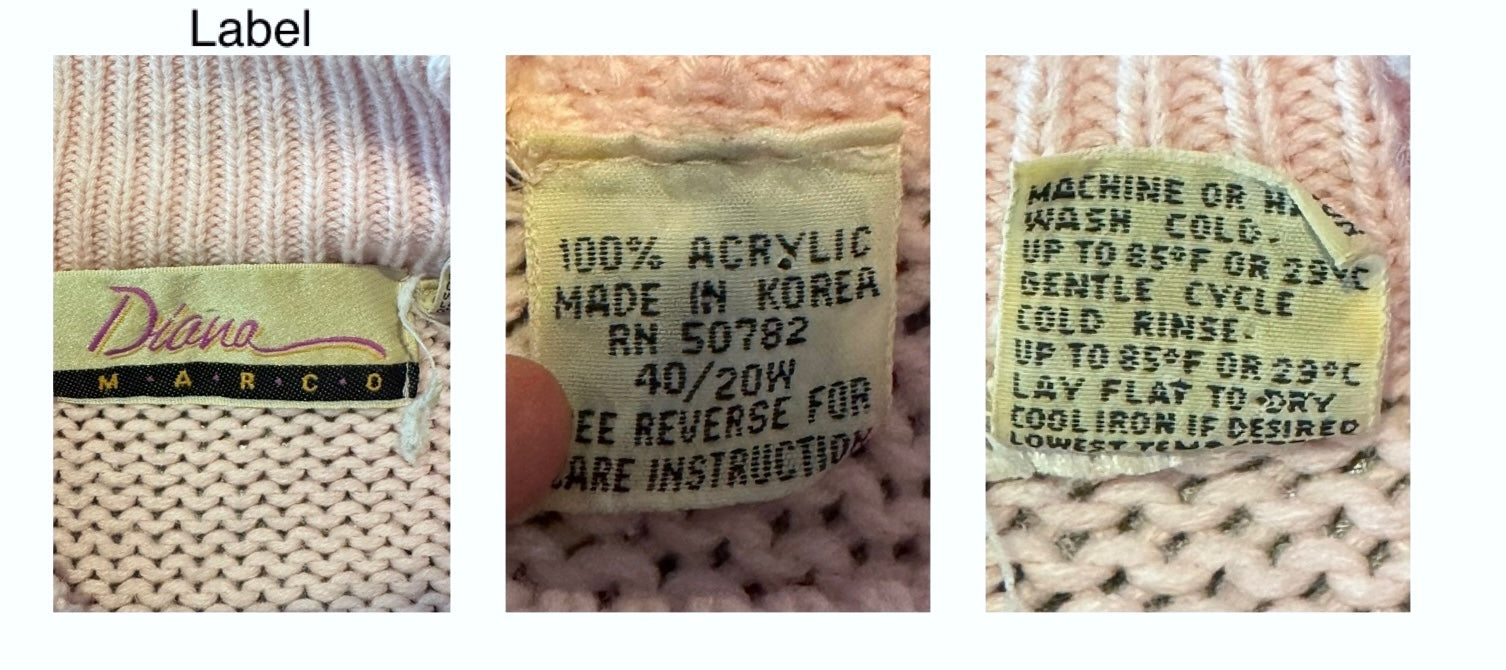 Label
Diana
M·A·R·C·O
100% ACRYLIC
MADE IN KOREA
RN 50782
40/20W
EE REVERSE FOR
ARE INSTRUCTION
MACHINE OR
WASH COLD.
UP TO 85°F OR 29°C
GENTLE CYCLE
COLD RINSE.
UP TO 85°F OR 29°C
LAY FLAT TO DRY
COOL IRON IF DESIRED
LOWEST